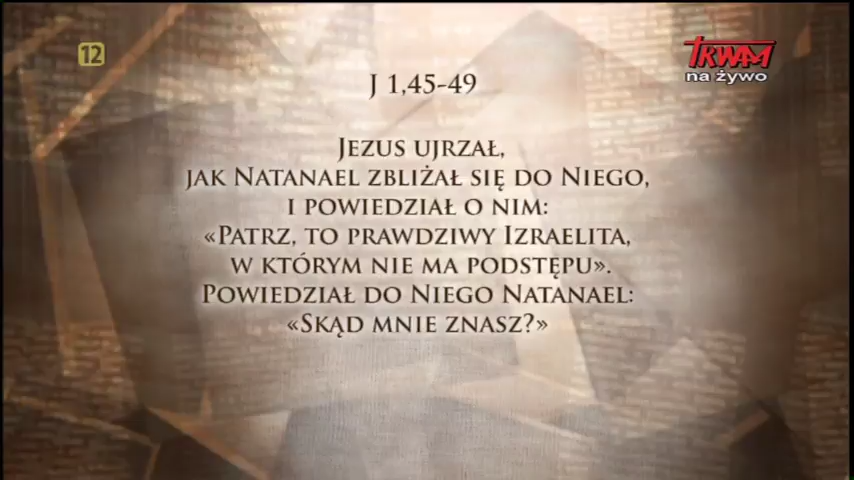 12
TRWAM
na żywo
J 1,45-49
Jezus ujrzał,
jak Natanael zbliżał się do Niego,
i powiedział o nim:
«Patrz, to prawdziwy Izraelita,
w którym nie ma podstępu».
Powiedział do Niego Natanael:
«Skąd mnie znasz?»